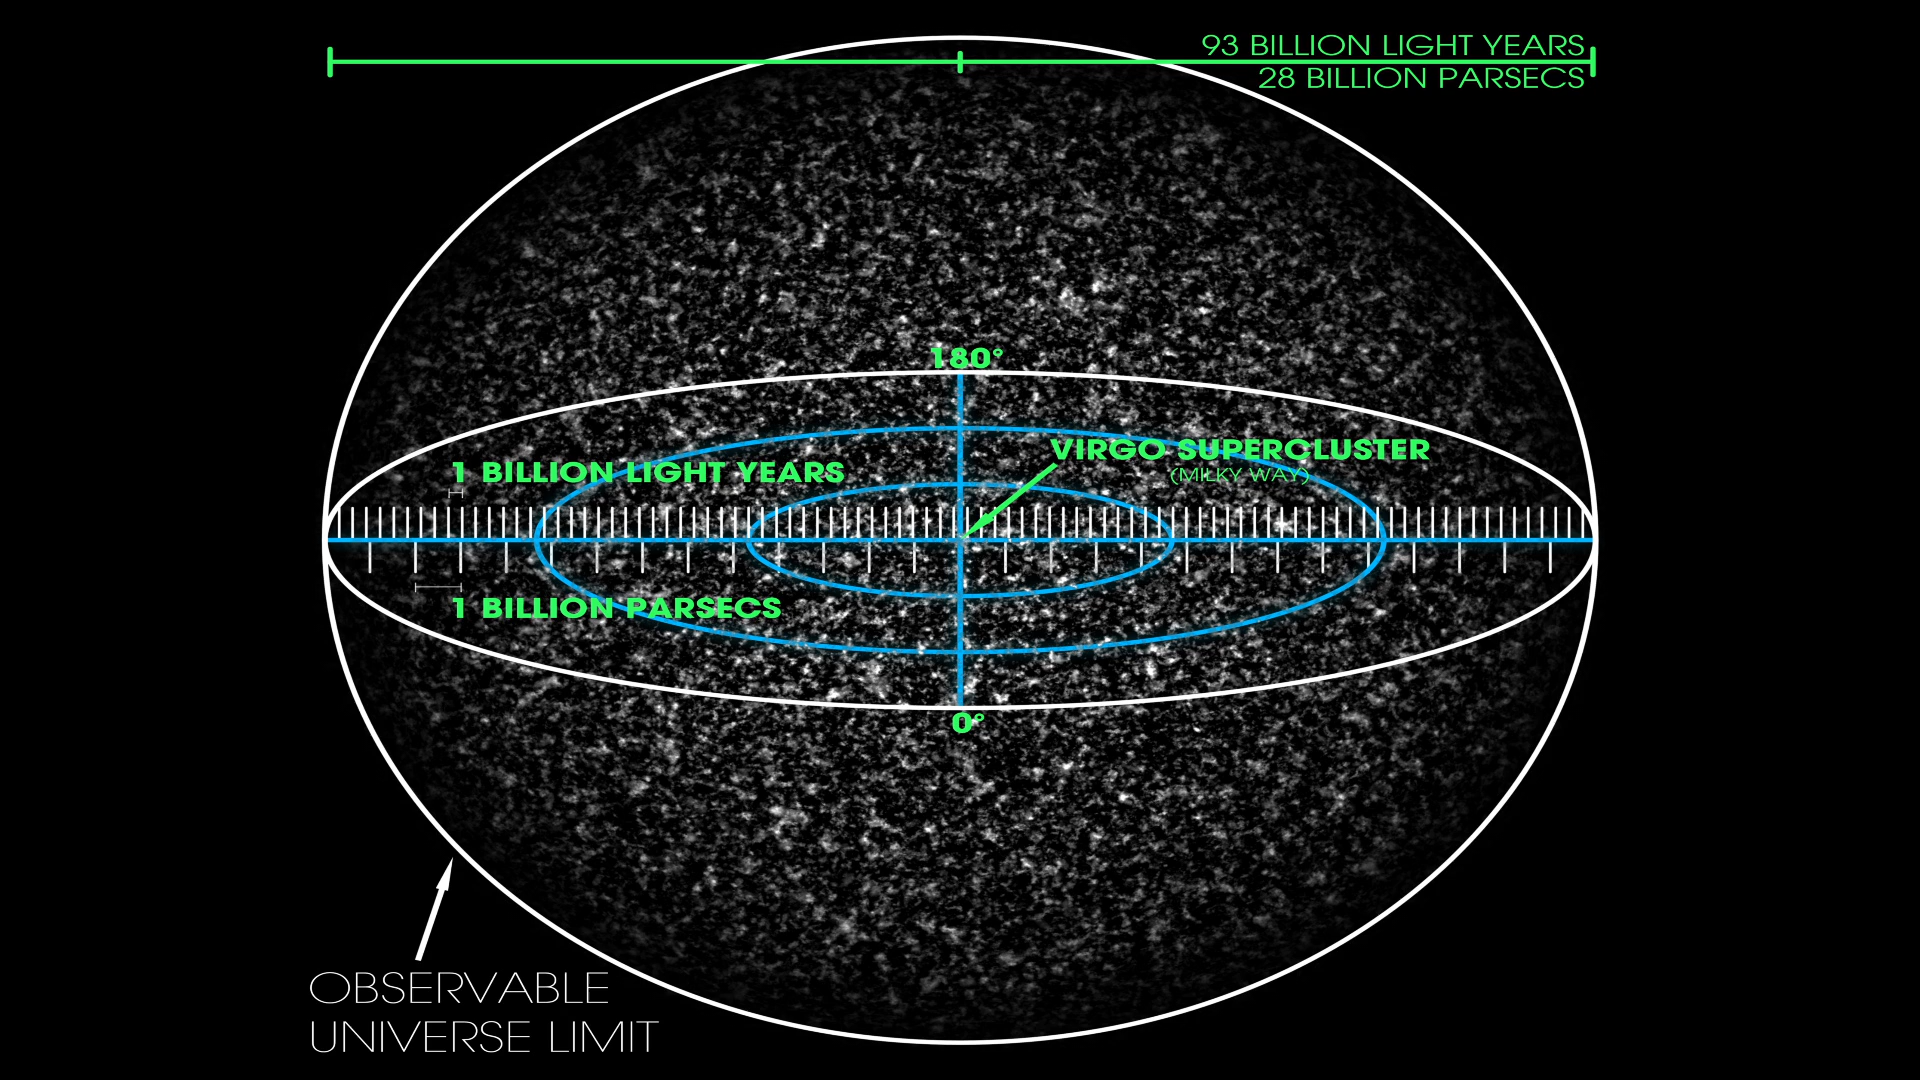 93 BILLION LIGHT YEARS
28 BILLION PARSECS
180°
VIRGO SUPERCLUSTER
(MILKY WAY)
1 BILLION LIGHT YEARS
1 BILLION PARSECS
0°
OBSERVABLE
UNIVERSE LIMIT